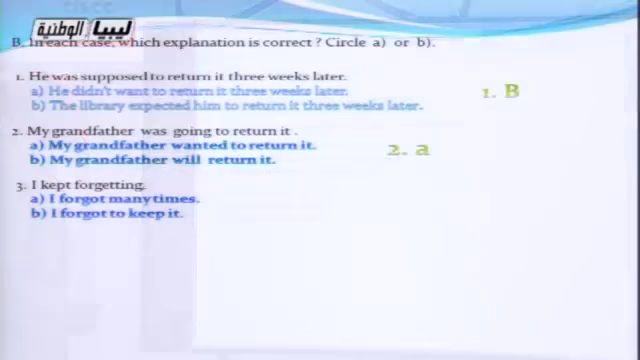 ليبيا الوطنية
B. In each case, which explanation is correct ? Circle a) or b).
1. He was supposed to return it three weeks later.
a) He didn't want to return it three weeks later.
b) The library expected him to return it three weeks later.
1. B
2. My grandfather was going to return it .
a) My grandfather wanted to return it.
b) My grandfather will return it.
2. a
3. I kept forgetting.
a) I forgot many times.
b) I forgot to keep it.